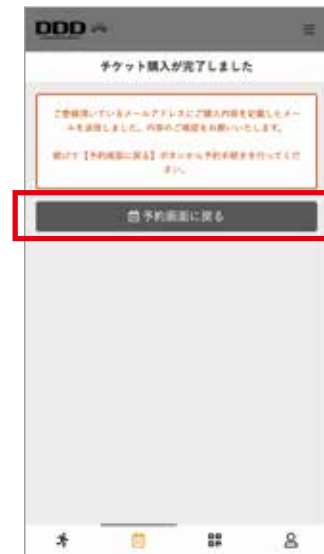 DDD
チケット購入が完了しました
ご登録頂いているメールアドレスにご購入内容を記載したメー
ルを送信しました。内容のご確認をお願いいたします。
続けて【予約画面に戻る】ボタンから予約手続きを行ってくだ
さい。
予約画面に戻る